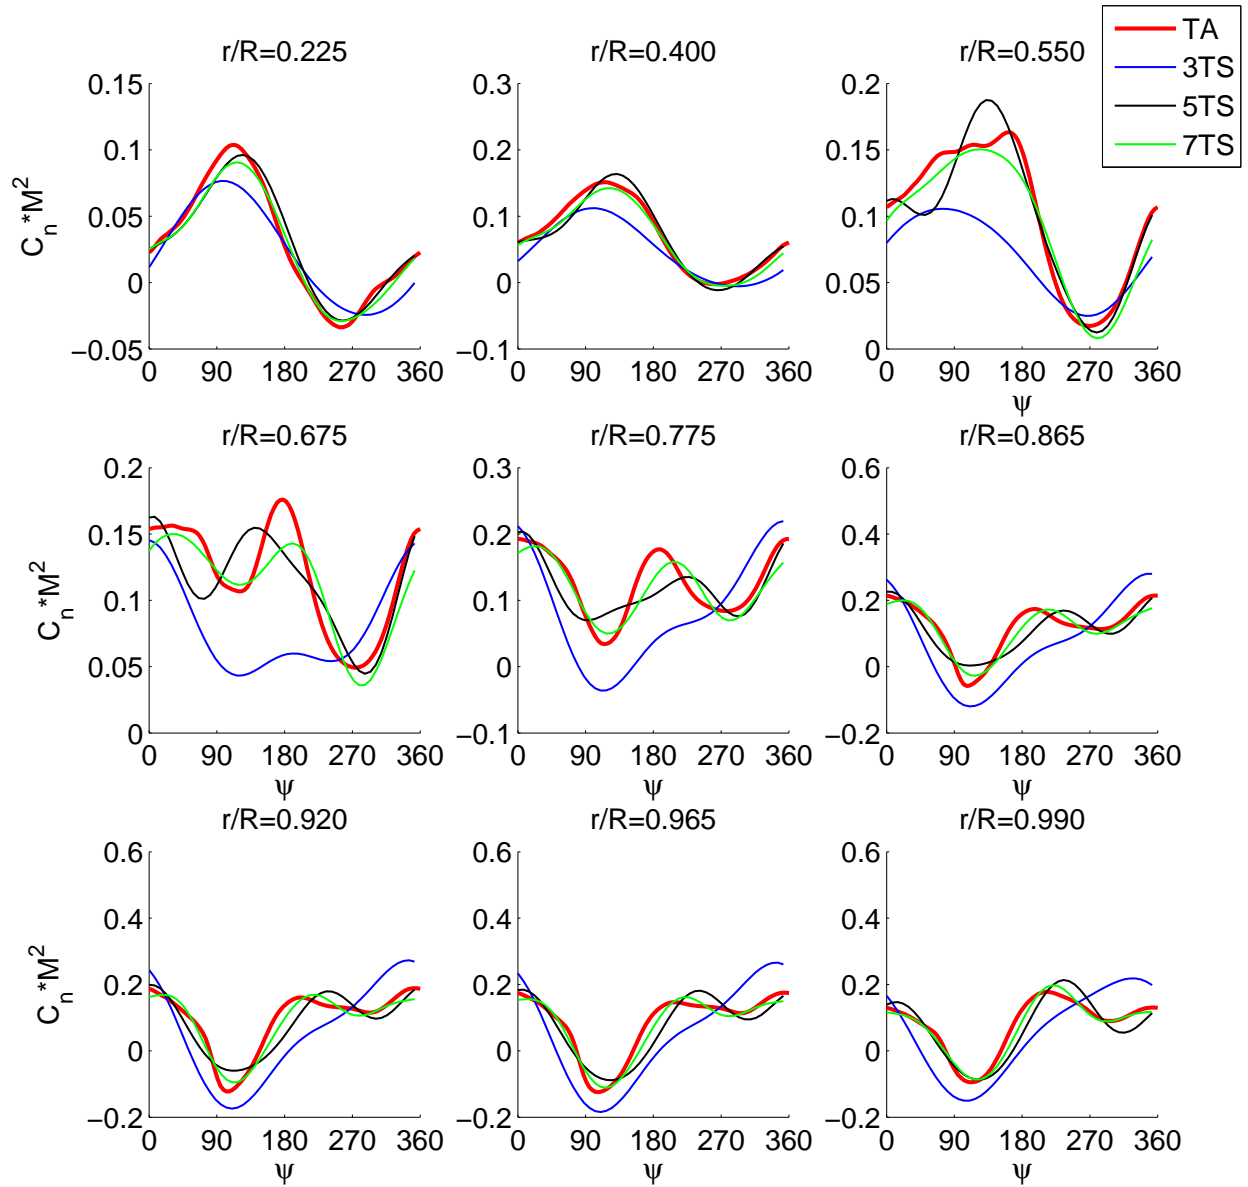 r/R=0.225 r/R=0.400 r/R=0.550
TA
3TS
5TS
7TS
0.15 0.3 0.2
0.1 0.2 0.15
0.05 0.1 0.1
0 0 0.05
−0.05 −0.1 0
C_n*M^2
0 90 180 270 360 0 90 180 270 360 0 90 180 270 360
ψ
r/R=0.675 r/R=0.775 r/R=0.865
0.2 0.3 0.6
0.15 0.2 0.4
0.1 0.1 0.2
0.05 0 0
0 −0.1 −0.2
C_n*M^2
0 90 180 270 360 0 90 180 270 360 0 90 180 270 360
ψ ψ ψ
r/R=0.920 r/R=0.965 r/R=0.990
0.6 0.6 0.6
0.4 0.4 0.4
0.2 0.2 0.2
0 0 0
−0.2 −0.2 −0.2
C_n*M^2
0 90 180 270 360 0 90 180 270 360 0 90 180 270 360
ψ ψ ψ